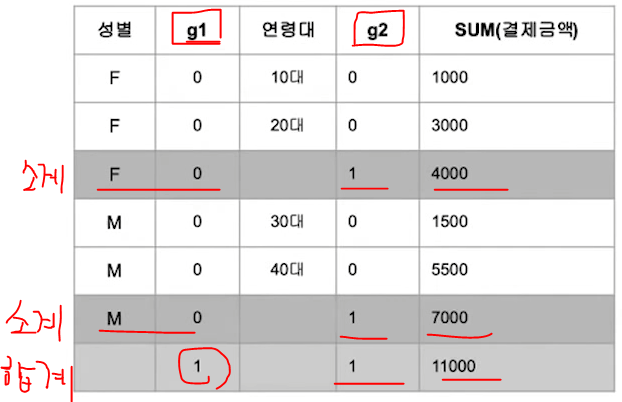 성별 g1 연령대 g2 SUM(결제금액)
F 0 10대 0 1000
F 0 20대 0 3000
소계 F 0 1 4000
M 0 30대 0 1500
M 0 40대 0 5500
소계 M 0 1 7000
합계 1 1 11000